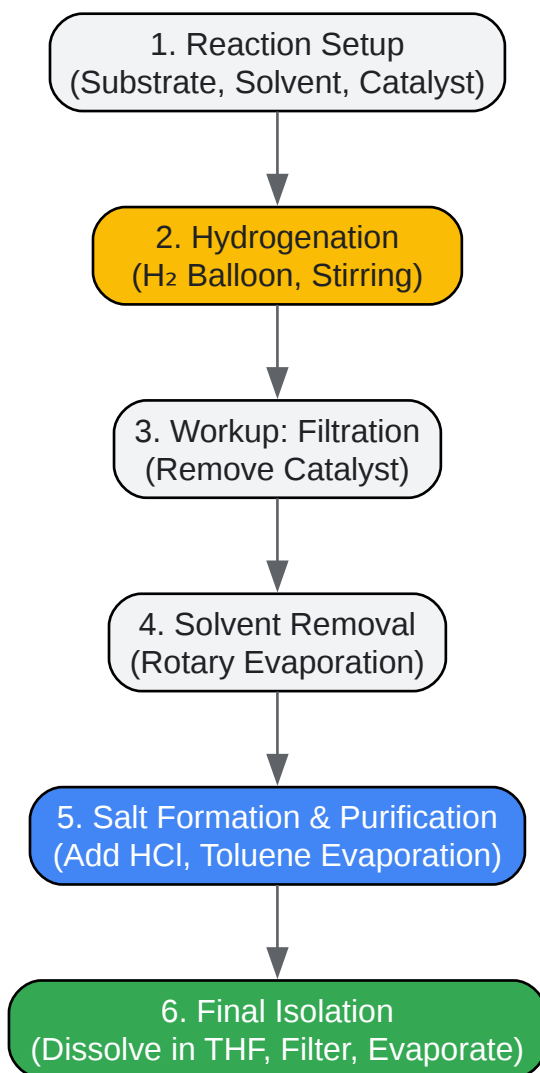 1. Reaction Setup
(Substrate, Solvent, Catalyst)
2. Hydrogenation
(H₂ Balloon, Stirring)
3. Workup: Filtration
(Remove Catalyst)
4. Solvent Removal
(Rotary Evaporation)
5. Salt Formation & Purification
(Add HCl, Toluene Evaporation)
6. Final Isolation
(Dissolve in THF, Filter, Evaporate)